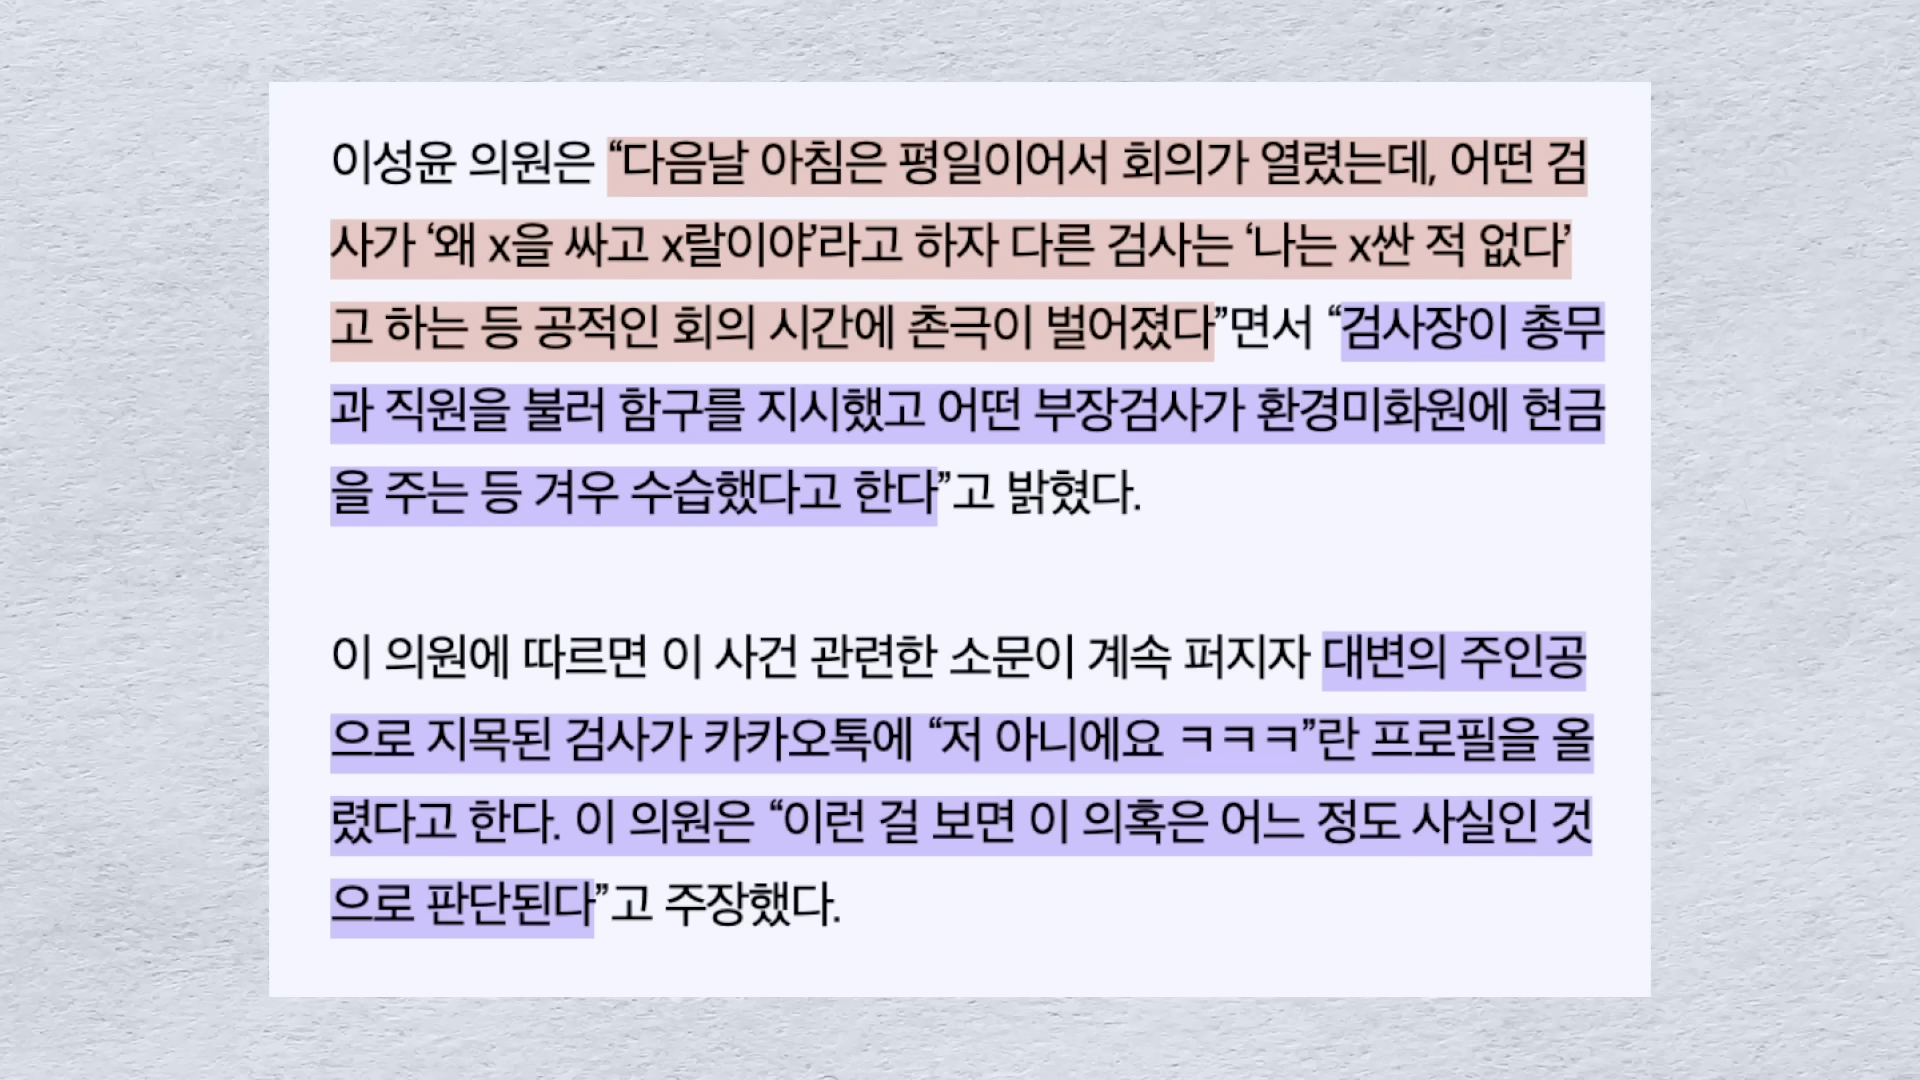 이성윤 의원은 “다음날 아침은 평일이어서 회의가 열렸는데, 어떤 검
사가 ‘왜 x을 싸고 x랄이야’라고 하자 다른 검사는 ‘나는 x싼 적 없다’
고 하는 등 공적인 회의 시간에 촌극이 벌어졌다”면서 “검사장이 총무
과 직원을 불러 함구를 지시했고 어떤 부장검사가 환경미화원에 현금
을 주는 등 겨우 수습했다고 한다”고 밝혔다.
이 의원에 따르면 이 사건 관련한 소문이 계속 퍼지자 대변의 주인공
으로 지목된 검사가 카카오톡에 “저 아니에요 ㅋㅋㅋ”란 프로필을 올
렸다고 한다. 이 의원은 “이런 걸 보면 이 의혹은 어느 정도 사실인 것
으로 판단된다”고 주장했다.